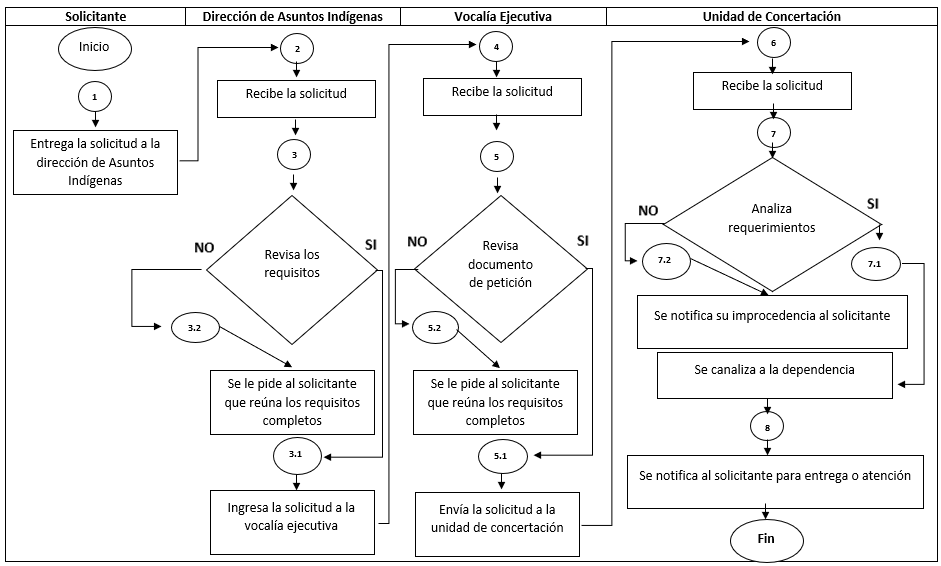 Solicitante
Dirección de Asuntos Indígenas
Vocalía Ejecutiva
Unidad de Concertación
Inicio
1
Entrega la solicitud a la
dirección de Asuntos
Indígenas
2
Recibe la solicitud
3
Revisa los
requisitos
NO
SI
3.2
Se le pide al solicitante
que reúna los requisitos
completos
3.1
Ingresa la solicitud a la
vocalía ejecutiva
4
Recibe la solicitud
5
Revisa
documento
de petición
NO
SI
5.2
Se le pide al solicitante
que reúna los requisitos
completos
5.1
Envía la solicitud a la
unidad de concertación
6
Recibe la solicitud
7
Analiza
requerimientos
NO
SI
7.2
7.1
Se notifica su improcedencia al solicitante
Se canaliza a la dependencia
8
Se notifica al solicitante para entrega o atención
Fin